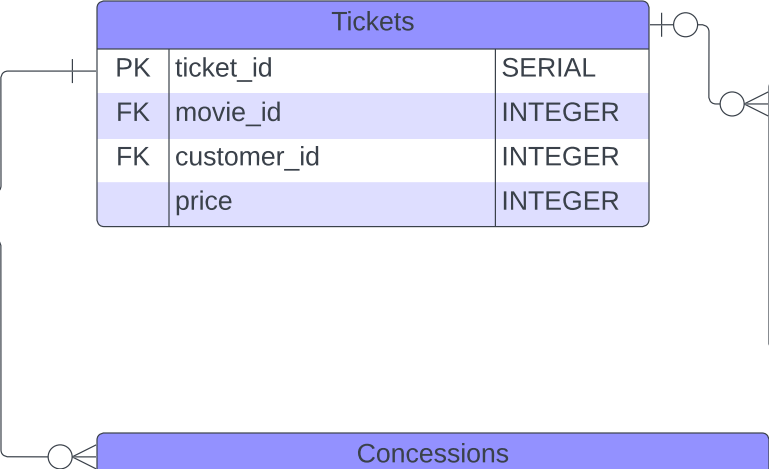 Tickets
PK ticket_id SERIAL
FK movie_id INTEGER
FK customer_id INTEGER
price INTEGER
Concessions